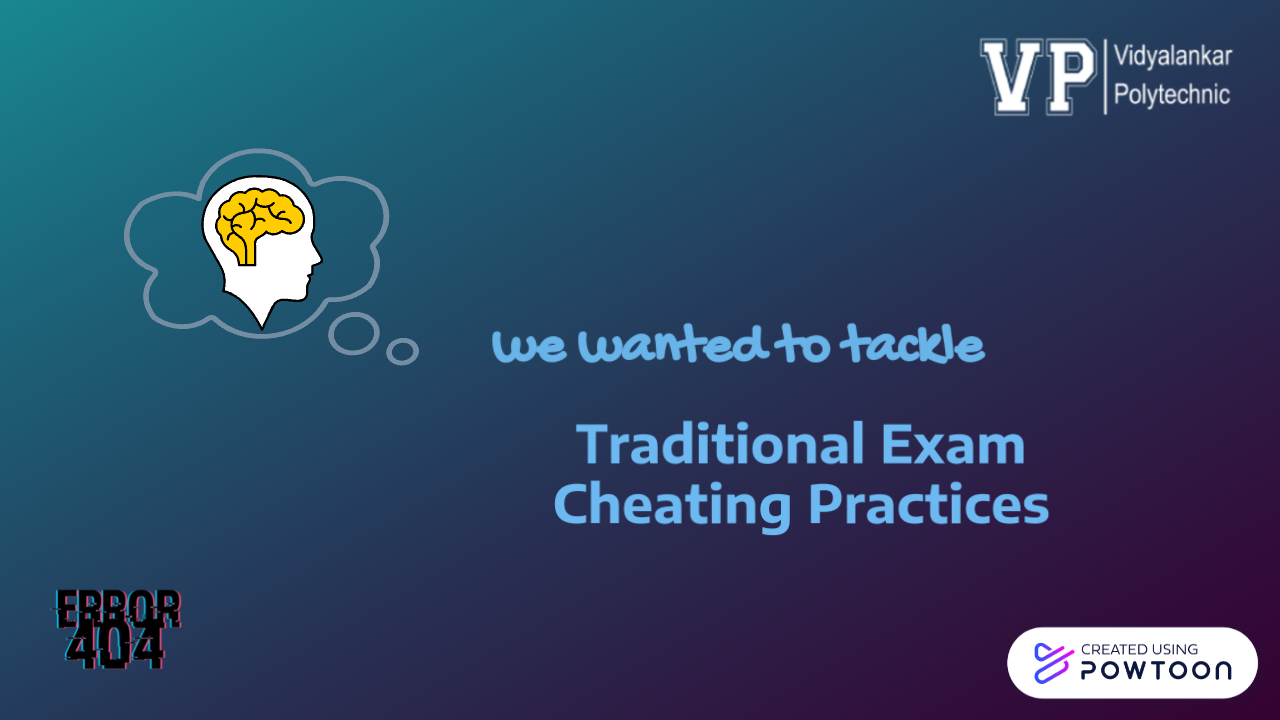 VP
Vidyalankar
Polytechnic
we wanted to tackle
Traditional Exam
Cheating Practices
ERROR
404
CREATED USING
POWTOON